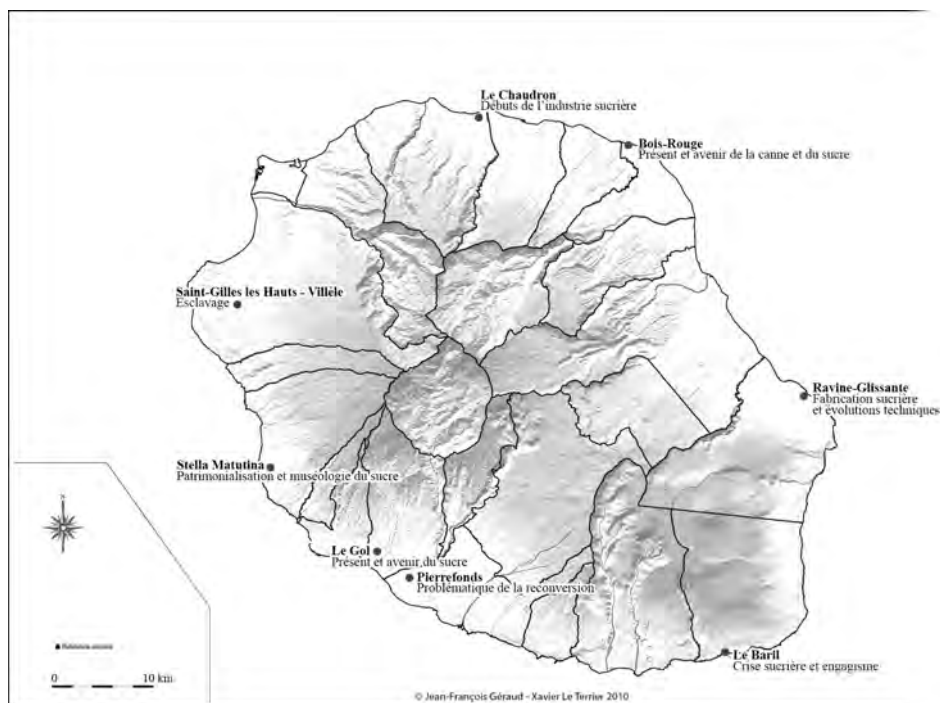 Le Chaudron
Débuts de l'industrie sucrière
Bois-Rouge
Présent et avenir de la canne et du sucre
Saint-Gilles les Hauts - Villèle
Esclavage
Ravine-Glissante
Fabrication sucrière
et évolutions techniques
Stella Matutina
Patrimonialisation et muséologie du sucre
Le Gol
Présent et avenir du sucre
Pierrefonds
Problématique de la reconversion
Le Baril
Crise sucrière et engagisme
N
0 10 km
© Jean-François Géraud - Xavier Le Terrier 2010